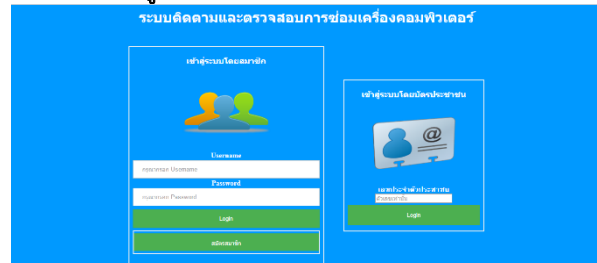 ระบบติดตามและตรวจสอบการซ่อมเครื่องคอมพิวเตอร์
เข้าสู่ระบบโดยสมาชิก
Username
กรุณากรอก Username
Password
กรุณากรอก Password
Login
สมัครสมาชิก
เข้าสู่ระบบโดยบัตรประชาชน
@
เลขประจำตัวประชาชน
Login